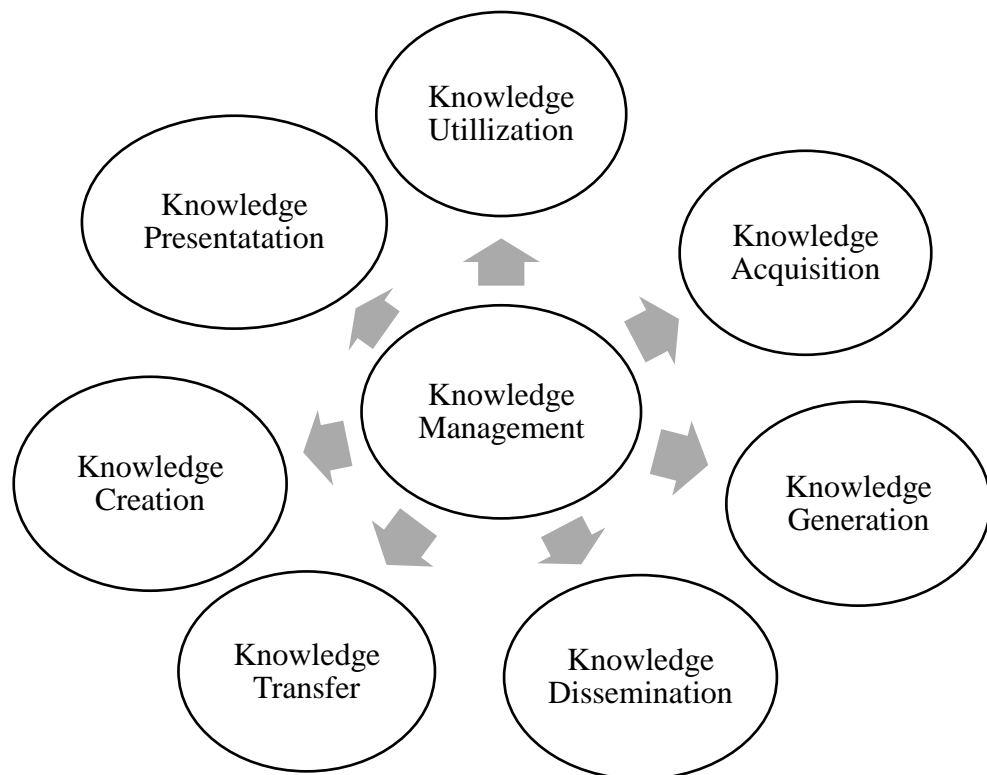 Knowledge
Utillization
Knowledge
Presentatation
Knowledge
Acquisition
Knowledge
Management
Knowledge
Creation
Knowledge
Generation
Knowledge
Transfer
Knowledge
Dissemination